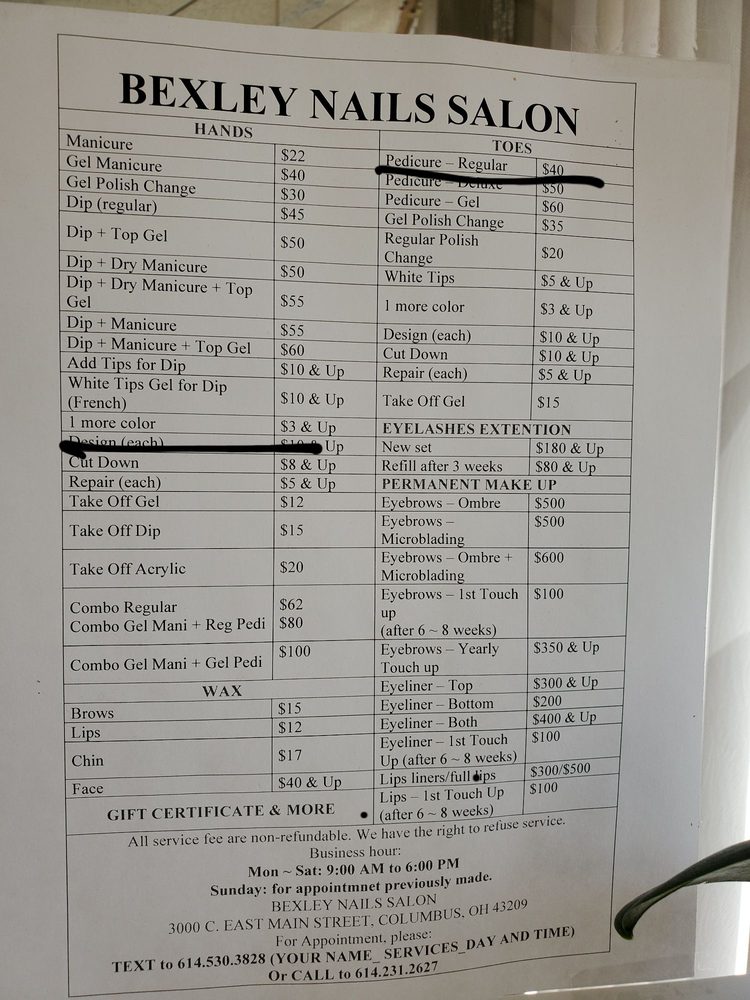 BEXLEY NAILS SALON
HANDS
Manicure $22
Gel Manicure $40
Gel Polish Change $30
Dip (regular) $45
Dip + Top Gel $50
Dip + Dry Manicure $50
Dip + Dry Manicure + Top
Gel $55
Dip + Manicure $55
Dip + Manicure + Top Gel $60
Add Tips for Dip $10 & Up
White Tips Gel for Dip
(French) $10 & Up
1 more color $3 & Up
Design (each) $10 & Up
Cut Down $8 & Up
Repair (each) $5 & Up
Take Off Gel $12
Take Off Dip $15
Take Off Acrylic $20
Combo Regular $62
Combo Gel Mani + Reg Pedi $80
Combo Gel Mani + Gel Pedi $100
WAX
Brows $15
Lips $12
Chin $17
Face $40 & Up
GIFT CERTIFICATE & MORE
TOES
Pedicure – Regular $40
Pedicure – Deluxe $50
Pedicure – Gel $60
Gel Polish Change $35
Regular Polish
Change $20
White Tips $5 & Up
1 more color $3 & Up
Design (each) $10 & Up
Cut Down $10 & Up
Repair (each) $5 & Up
Take Off Gel $15
EYELASHES EXTENTION
New set $180 & Up
Refill after 3 weeks $80 & Up
PERMANENT MAKE UP
Eyebrows – Ombre $500
Eyebrows – $500
Microblading
Eyebrows – Ombre + $600
Microblading
Eyebrows – 1st Touch $100
up
(after 6 ~ 8 weeks)
Eyebrows – Yearly $350 & Up
Touch up
Eyeliner – Top $300 & Up
Eyeliner – Bottom $200
Eyeliner – Both $400 & Up
Eyeliner – 1st Touch $100
Up (after 6 ~ 8 weeks)
Lips liners/full lips $300/$500
Lips – 1st Touch Up $100
(after 6 ~ 8 weeks)
All service fee are non-refundable. We have the right to refuse service.
Business hour:
Mon ~ Sat: 9:00 AM to 6:00 PM
Sunday: for appointmnet previously made.
BEXLEY NAILS SALON
3000 C. EAST MAIN STREET, COLUMBUS, OH 43209
For Appointment, please:
TEXT to 614.530.3828 (YOUR NAME_ SERVICES_DAY AND TIME)
Or CALL to 614.231.2627